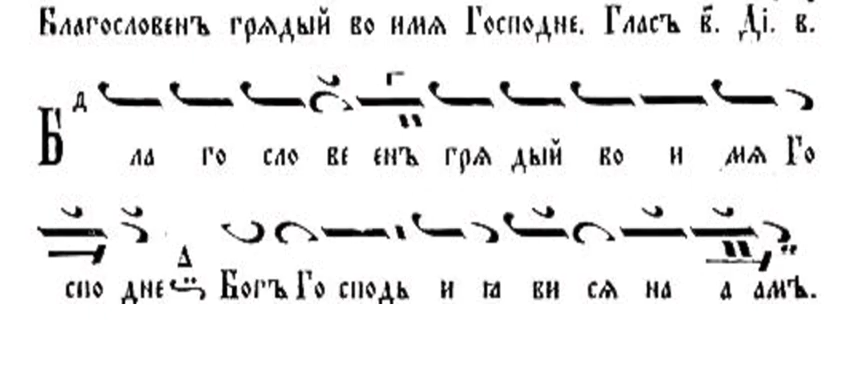 Благословенъ грѧдый во имѧ Господне. Гласъ в҃. Ді. в.
Б ла го сло ве енъ грѧ дый во и мѧ Го
спо дне Богъ Го сподь и ꙗ ви сѧ на а амъ.